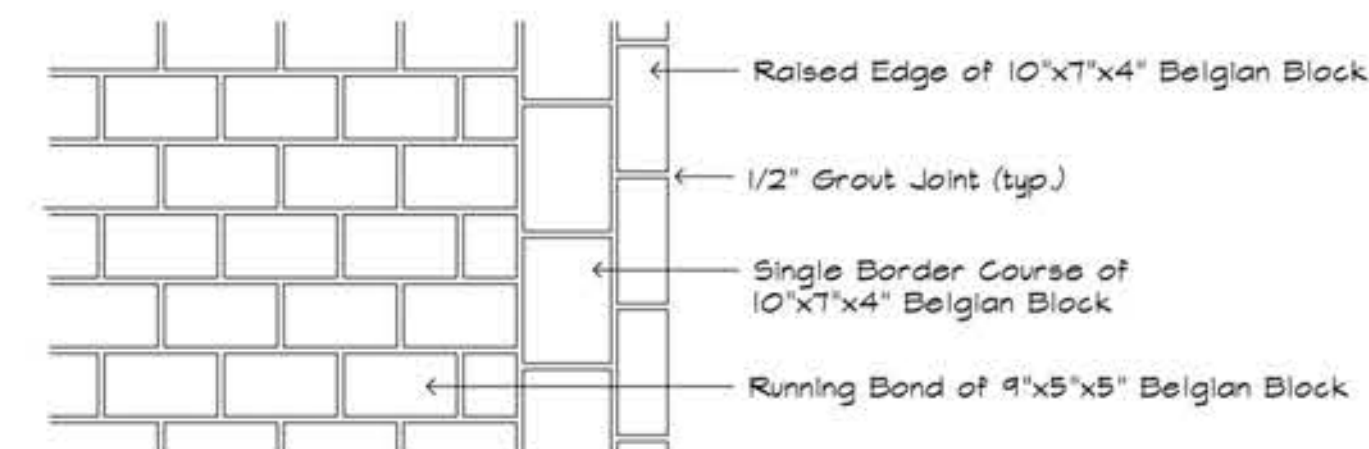 Raised Edge of 10"x7"x4" Belgian Block
1/2" Grout Joint (typ.)
Single Border Course of
10"x7"x4" Belgian Block
Running Bond of 9"x5"x5" Belgian Block